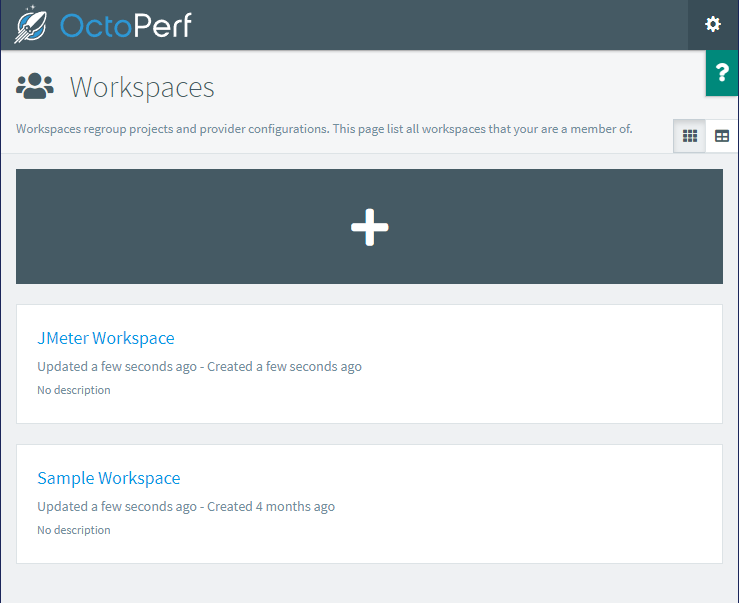 OctoPerf
?
Workspaces
Workspaces regroup projects and provider configurations. This page list all workspaces that your are a member of.
JMeter Workspace
Updated a few seconds ago - Created a few seconds ago
No description
Sample Workspace
Updated a few seconds ago - Created 4 months ago
No description